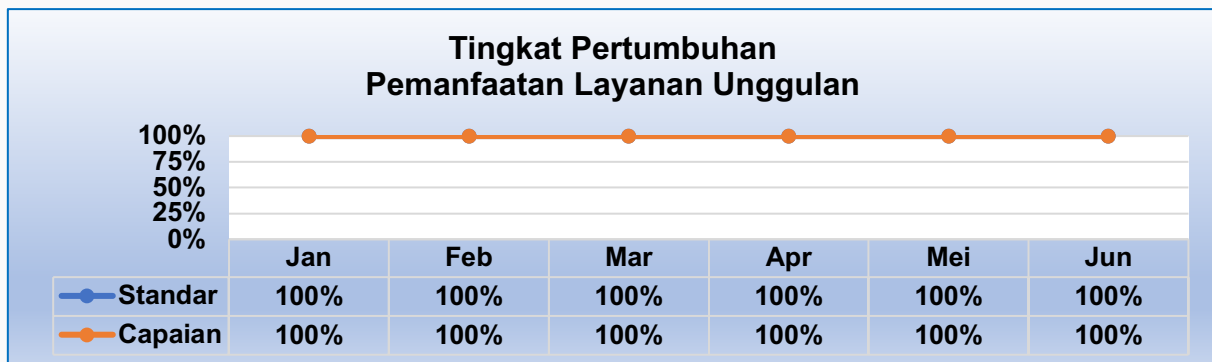 Tingkat Pertumbuhan
Pemanfaatan Layanan Unggulan
100%
75%
50%
25%
0%
Jan Feb Mar Apr Mei Jun
Standar 100% 100% 100% 100% 100% 100%
Capaian 100% 100% 100% 100% 100% 100%